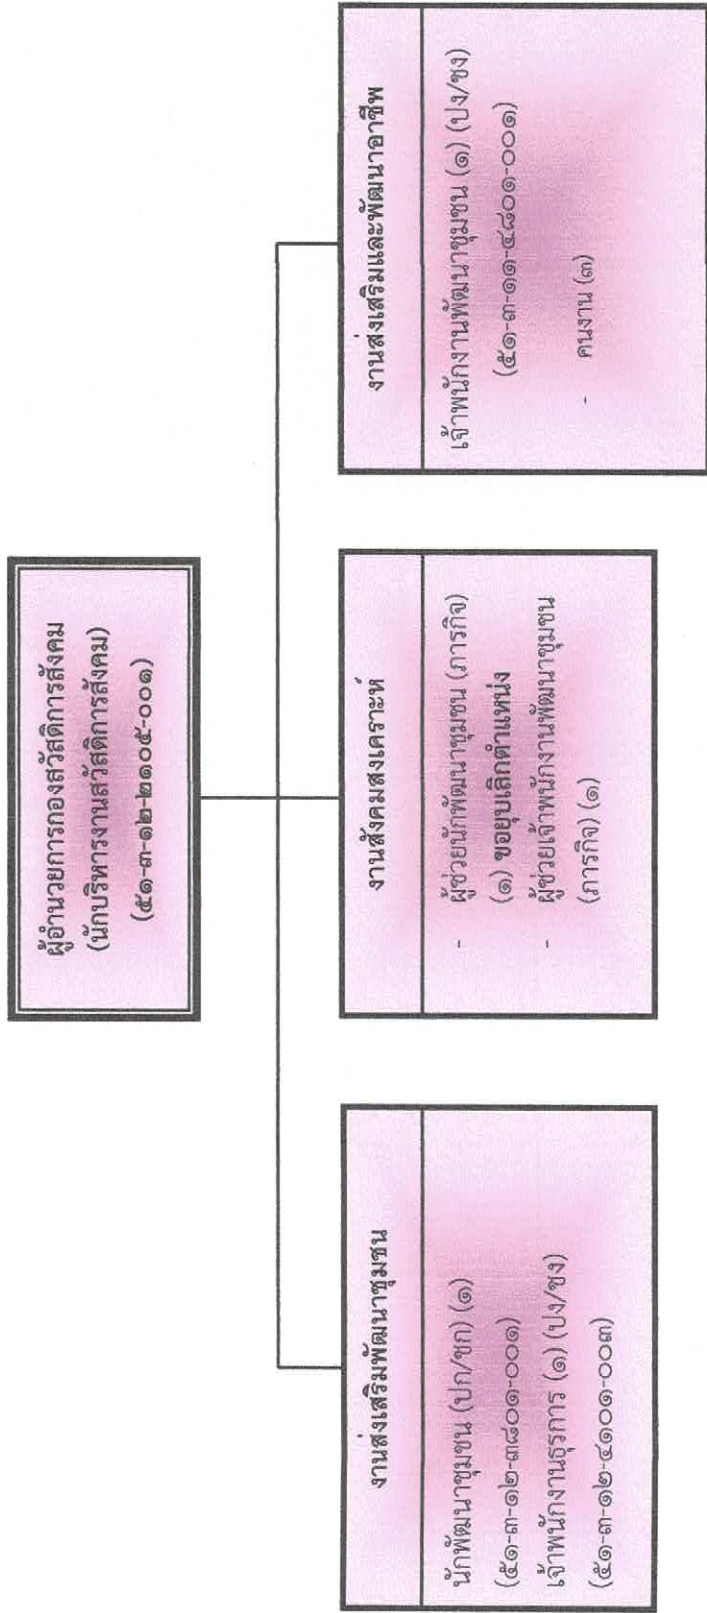 ผู้อำนวยการกองสวัสดิการสังคม
(นักบริหารงานสวัสดิการสังคม)
(๕๑-๓-๑๒-๒๑๐๕-๐๐๑)
งานส่งเสริมพัฒนาชุมชน
นักพัฒนาชุมชน (ปก/ชก) (๑)
(๕๑-๓-๑๒-๓๘๐๑-๐๐๑)
เจ้าพนักงานธุรการ (๑) (ปง/ชง)
(๕๑-๓-๑๒-๔๑๐๑-๐๐๓)
งานสังคมสงเคราะห์
- ผู้ช่วยนักพัฒนาชุมชน (ภารกิจ)
(๑) ขอยุบเลิกตำแหน่ง
- ผู้ช่วยเจ้าพนักงานพัฒนาชุมชน
(ภารกิจ) (๑)
งานส่งเสริมและพัฒนาอาชีพ
เจ้าพนักงานพัฒนาชุมชน (๑) (ปง/ชง)
(๕๑-๓-๑๑-๔๘๐๑-๐๐๑)
- คนงาน (๓)